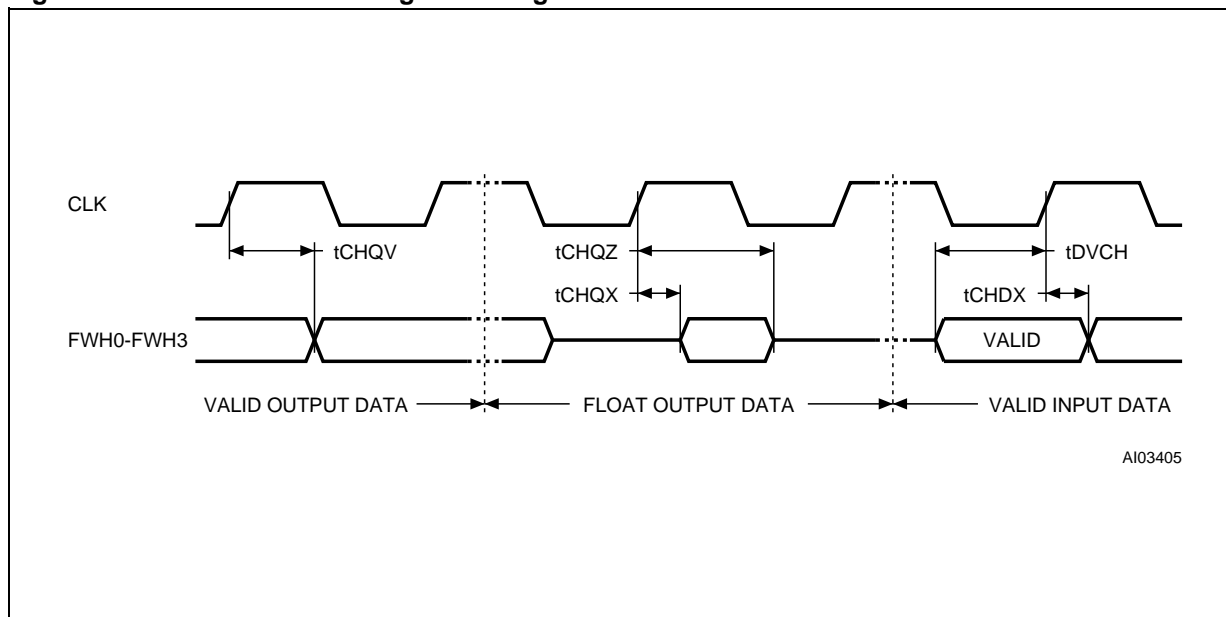 CLK
tCHQV
tCHQZ
tDVCH
tCHQX
tCHDX
FWH0-FWH3
VALID
VALID OUTPUT DATA
FLOAT OUTPUT DATA
VALID INPUT DATA
AI03405